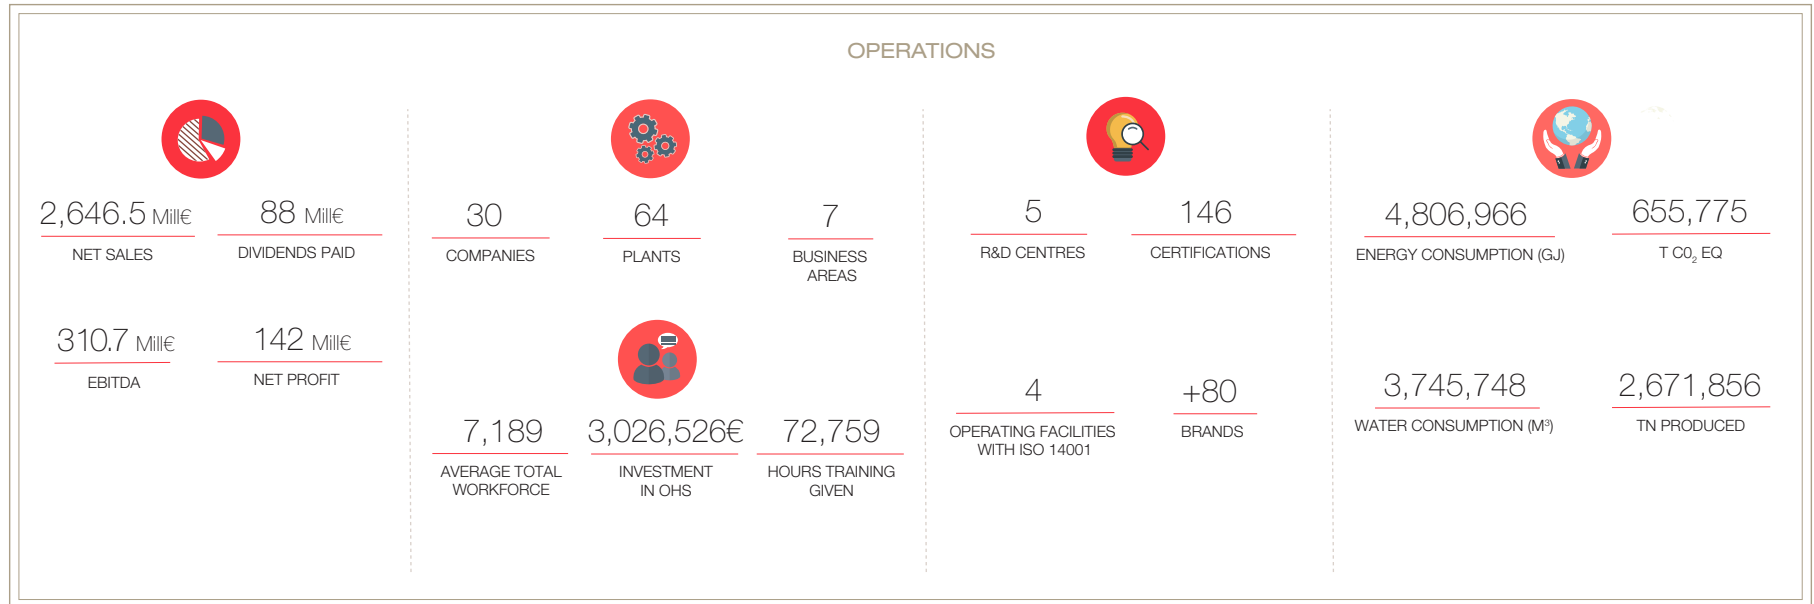 OPERATIONS
2,646.5 Mill€
NET SALES
88 Mill€
DIVIDENDS PAID
310.7 Mill€
EBITDA
142 Mill€
NET PROFIT
30
COMPANIES
64
PLANTS
7
BUSINESS
AREAS
7,189
AVERAGE TOTAL
WORKFORCE
3,026,526€
INVESTMENT
IN OHS
72,759
HOURS TRAINING
GIVEN
5
R&D CENTRES
146
CERTIFICATIONS
4
OPERATING FACILITIES
WITH ISO 14001
+80
BRANDS
4,806,966
ENERGY CONSUMPTION (GJ)
655,775
T C0₂ EQ
3,745,748
WATER CONSUMPTION (M³)
2,671,856
TN PRODUCED